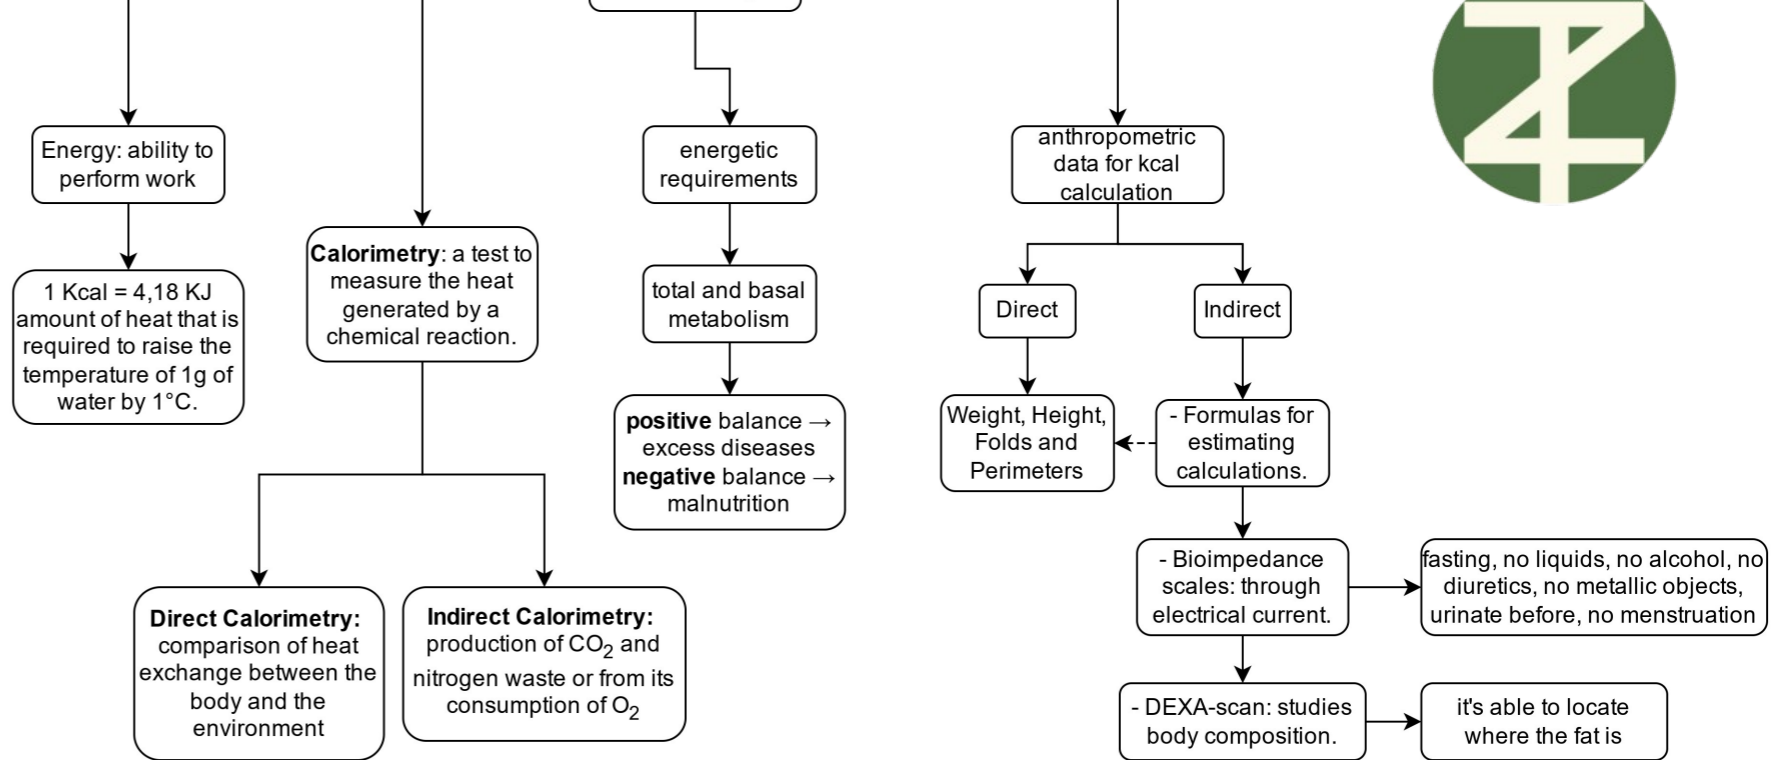 Energy: ability to
perform work
1 Kcal = 4,18 KJ
amount of heat that is
required to raise the
temperature of 1g of
water by 1°C.
Calorimetry: a test to
measure the heat
generated by a
chemical reaction.
Direct Calorimetry:
comparison of heat
exchange between the
body and the
environment
Indirect Calorimetry:
production of CO₂ and
nitrogen waste or from its
consumption of O₂
energetic
requirements
total and basal
metabolism
positive balance →
excess diseases
negative balance →
malnutrition
anthropometric
data for kcal
calculation
Direct
Indirect
Weight, Height,
Folds and
Perimeters
- Formulas for
estimating
calculations.
- Bioimpedance
scales: through
electrical current.
fasting, no liquids, no alcohol, no
diuretics, no metallic objects,
urinate before, no menstruation
- DEXA-scan: studies
body composition.
it's able to locate
where the fat is